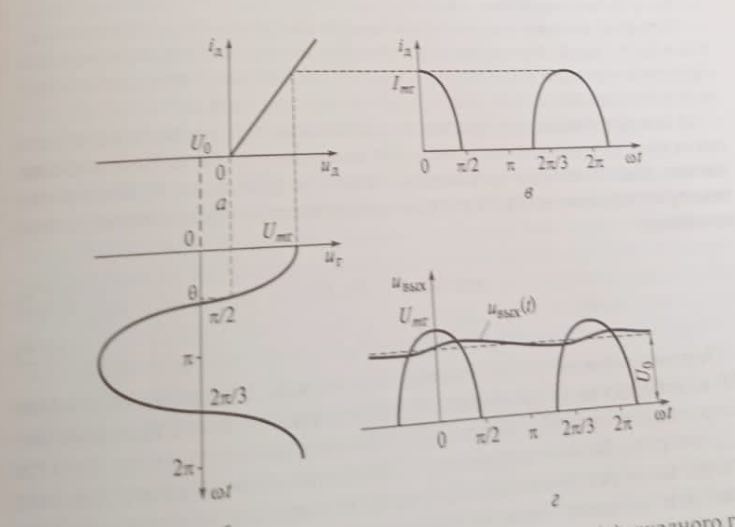 iд
U₀
0
uд
а
0
Umг
uг
θ
π/2
π
2π/3
2π
ωt
iд
Imг
0
π/2
π
2π/3
2π
ωt
в
uвых
Umг
uвых(t)
U₀
0
π/2
π
2π/3
2π
ωt
г